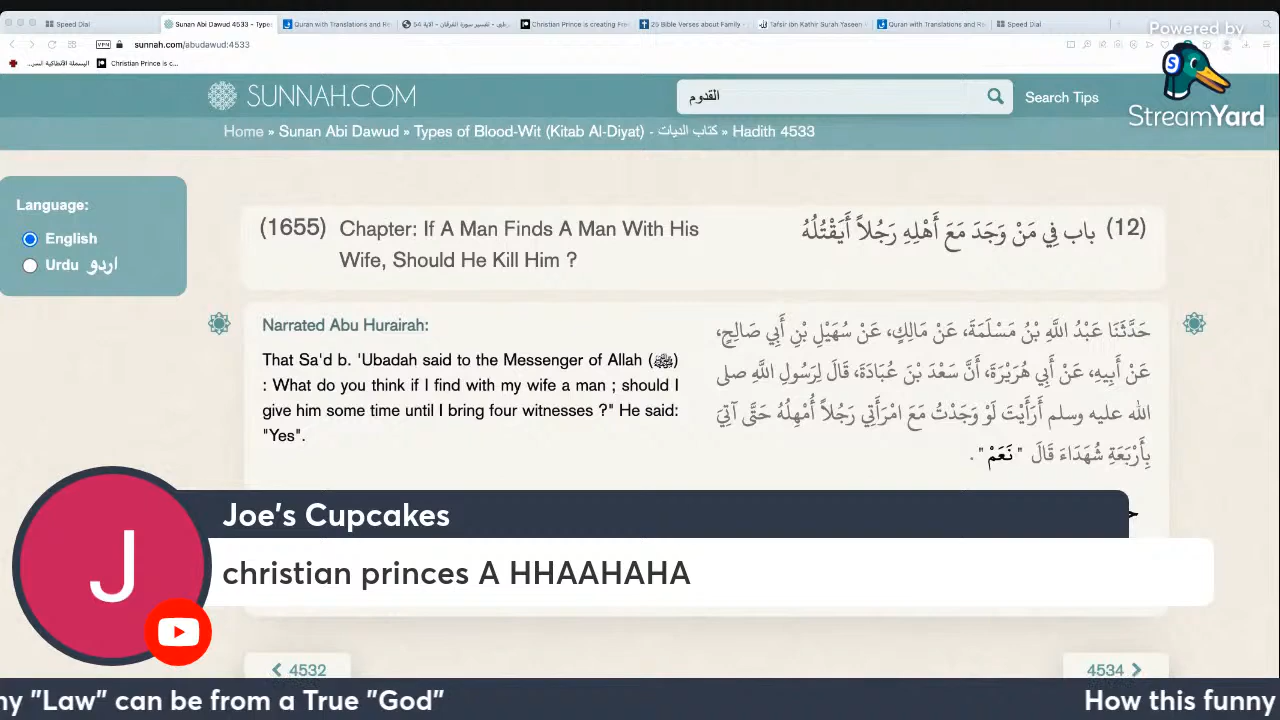 Speed Dial
Sunan Abi Dawud 4533 - Types
Quran with Translations and Re
Christian Prince is creating Free
25 Bible Verses about Family -
Tafsir ibn Kathir Surah Yaseen -
Quran with Translations and Re
Speed Dial
VPN
sunnah.com/abudawud:4533
Christian Prince is c...
Powered by
StreamYard
SUNNAH.COM
القدوم
Search Tips
Home » Sunan Abi Dawud » Types of Blood-Wit (Kitab Al-Diyat) - كتاب الديات » Hadith 4533
Language:
English
Urdu اردو
(1655) Chapter: If A Man Finds A Man With His
Wife, Should He Kill Him ?
(12) باب فِي مَنْ وَجَدَ مَعَ أَهْلِهِ رَجُلاً أَيَقْتُلُهُ
Narrated Abu Hurairah:
That Sa'd b. 'Ubadah said to the Messenger of Allah (ﷺ)
: What do you think if I find with my wife a man ; should I
give him some time until I bring four witnesses ?" He said:
"Yes".
حَدَّثَنَا عَبْدُ اللَّهِ بْنُ مَسْلَمَةَ، عَنْ مَالِكٍ، عَنْ سُهَيْلِ بْنِ أَبِي صَالِحٍ،
عَنْ أَبِيهِ، عَنْ أَبِي هُرَيْرَةَ، أَنَّ سَعْدَ بْنَ عُبَادَةَ، قَالَ لِرَسُولِ اللَّهِ صلى
الله عليه وسلم أَرَأَيْتَ لَوْ وَجَدْتُ مَعَ امْرَأَتِي رَجُلاً أُمْهِلُهُ حَتَّى آتِيَ
بِأَرْبَعَةِ شُهَدَاءَ قَالَ " نَعَمْ " .
J
Joe's Cupcakes
christian princes A HHAAHAHA
4532
4534
ny "Law" can be from a True "God"
How this funny